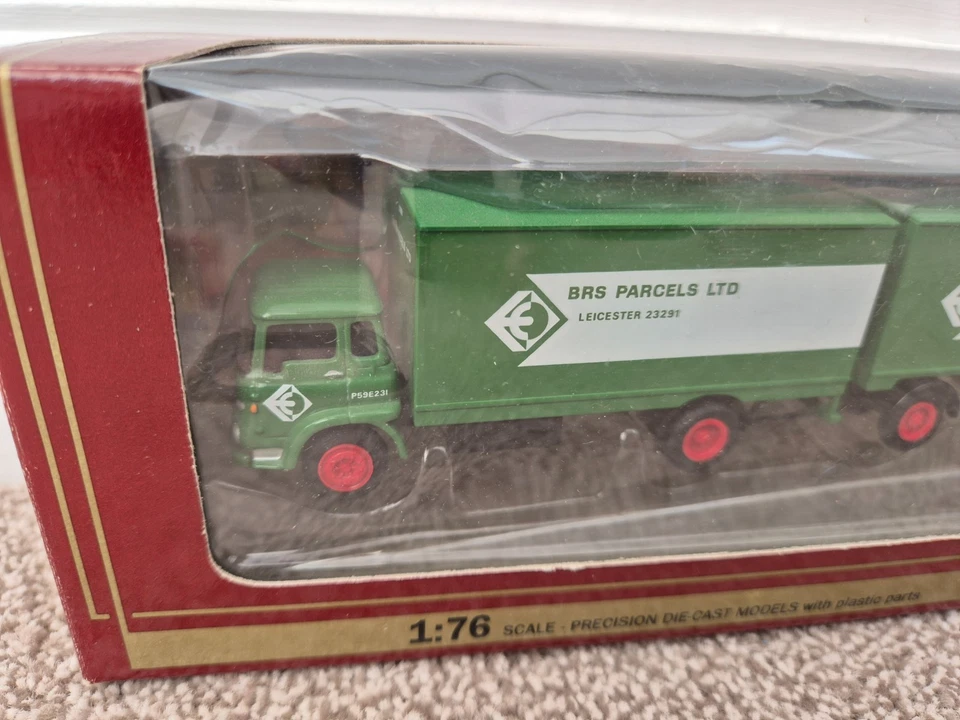 BRS PARCELS LTD
LEICESTER 23291
P59E231
1:76 SCALE - PRECISION DIE-CAST MODELS with plastic parts